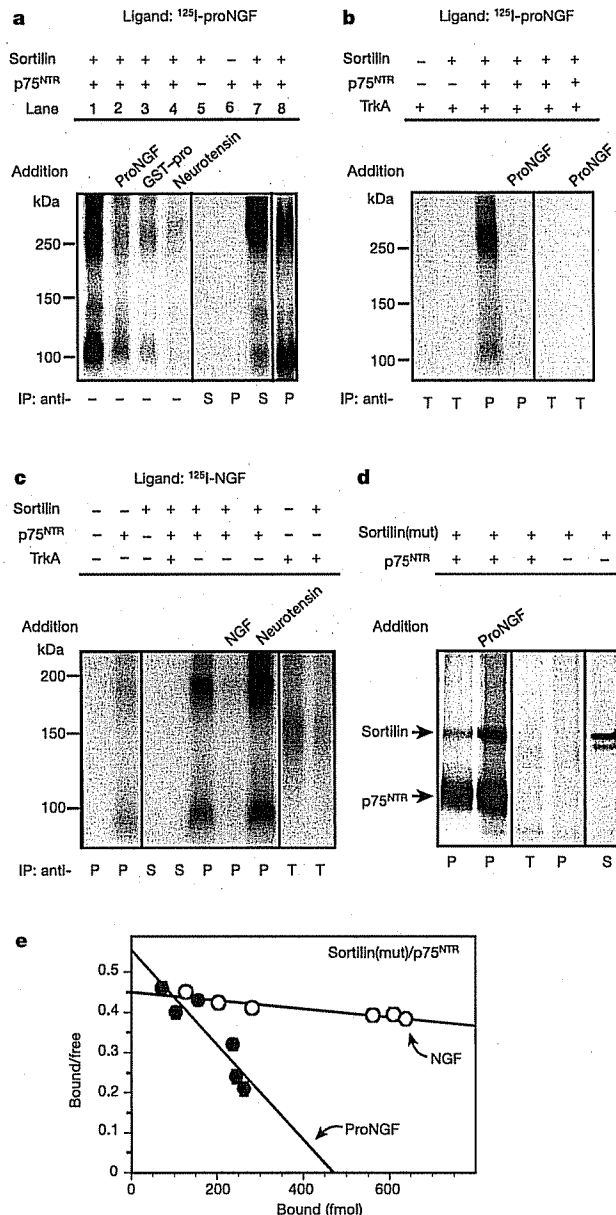 a
Ligand: ¹²⁵I-proNGF
Sortilin + + + + + − + +
p75ᴺᵀᴿ + + + + − + + +
Lane 1 2 3 4 5 6 7 8
Addition ProNGF GST–pro Neurotensin
kDa
250
150
100
IP: anti- − − − − S P S P
b
Ligand: ¹²⁵I-proNGF
Sortilin − + + + + +
p75ᴺᵀᴿ − − + + + +
TrkA + + + + + +
Addition ProNGF ProNGF
kDa
250
150
100
IP: anti- T T P P T T
c
Ligand: ¹²⁵I-NGF
Sortilin − − + + + + + − +
p75ᴺᵀᴿ − + − + + + + − −
TrkA − − − + − − − + +
Addition NGF Neurotensin
kDa
200
150
100
IP: anti- P P S S P P P T T
d
Sortilin(mut) + + + + +
p75ᴺᵀᴿ + + + − −
Addition ProNGF
Sortilin
p75ᴺᵀᴿ
P P T P S
e
Sortilin(mut)/p75ᴺᵀᴿ
Bound/free
0.5
0.4
0.3
0.2
0.1
0
NGF
ProNGF
0 200 400 600
Bound (fmol)